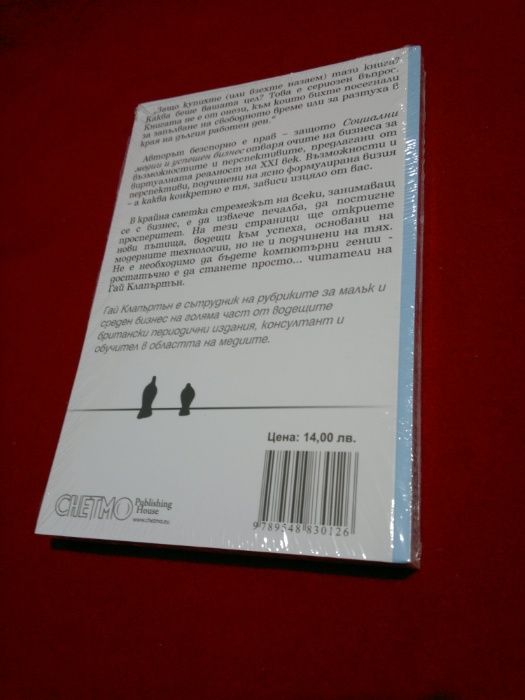 „Защо купихте (или взехте назаем) тази книга?
Каква беше вашата цел? Това е сериозен въпрос.
Книгата не е от онези, към които бихте посегнали
за запълване на свободното време или за разтуха в
края на дългия работен ден.“
Авторът безспорно е прав – защото Социални
медии и успешен бизнес отваря очите на бизнеса за
възможностите и перспективите, предлагани от
виртуалната реалност на XXI век. Възможности и
перспективи, подчинени на ясно формулирана визия
– а каква конкретно е тя, зависи изцяло от вас.
В крайна сметка стремежът на всеки, занимаващ
се с бизнес, е да извлече печалба, да постигне
просперитет. На тези страници ще откриете
нови пътища, водещи към успеха, основани на
модерните технологии, но не и подчинени на тях.
Не е необходимо да бъдете компютърни гении -
достатъчно е да станете просто... читатели на
Гай Клапъртън.
Гай Клапъртън е сътрудник на рубриките за малък и
среден бизнес на голяма част от водещите
британски периодични издания, консултант и
обучител в областта на медиите.
Цена: 14,00 лв.
9789548830126
CHETMO Publishing
House
www.chetmo.eu